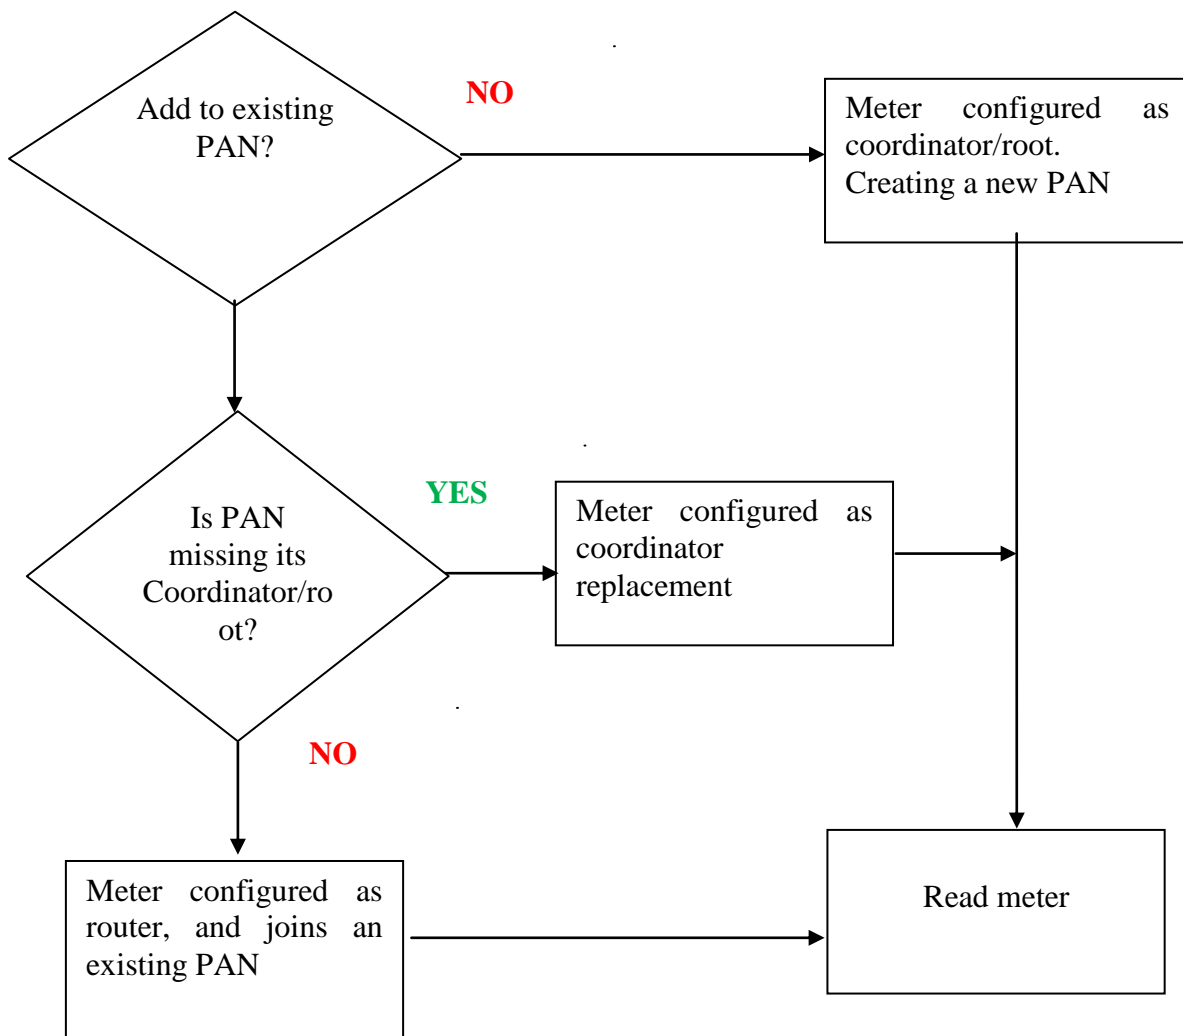 Add to existing
PAN?
NO
Meter configured as
coordinator/root.
Creating a new PAN
Is PAN
missing its
Coordinator/ro
ot?
YES
Meter configured as
coordinator
replacement
NO
Meter configured as
router, and joins an
existing PAN
Read meter